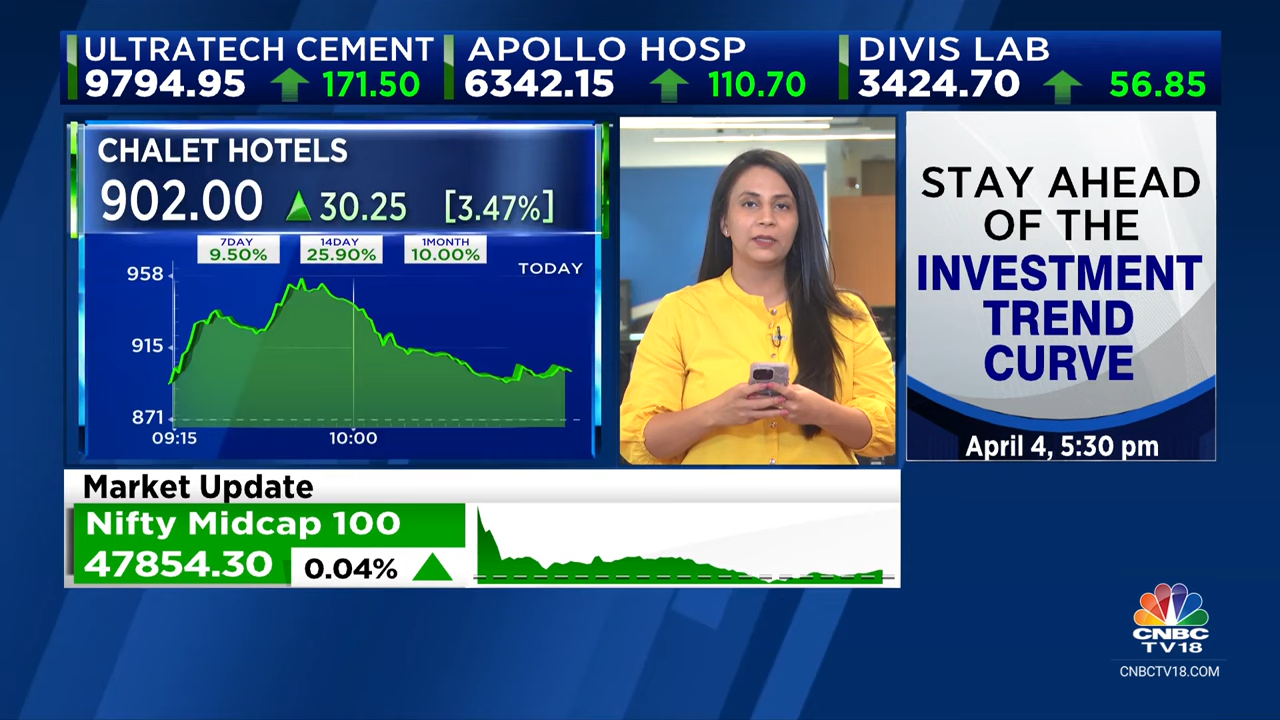 ULTRATECH CEMENT
9794.95 171.50
APOLLO HOSP
6342.15 110.70
DIVIS LAB
3424.70 56.85
CHALET HOTELS
902.00 30.25 [3.47%]
7DAY
9.50%
14DAY
25.90%
1MONTH
10.00%
TODAY
958
915
871
09:15
10:00
STAY AHEAD
OF THE
INVESTMENT
TREND
CURVE
April 4, 5:30 pm
Market Update
Nifty Midcap 100
47854.30 0.04%
CNBC
TV18
CNBCTV18.COM